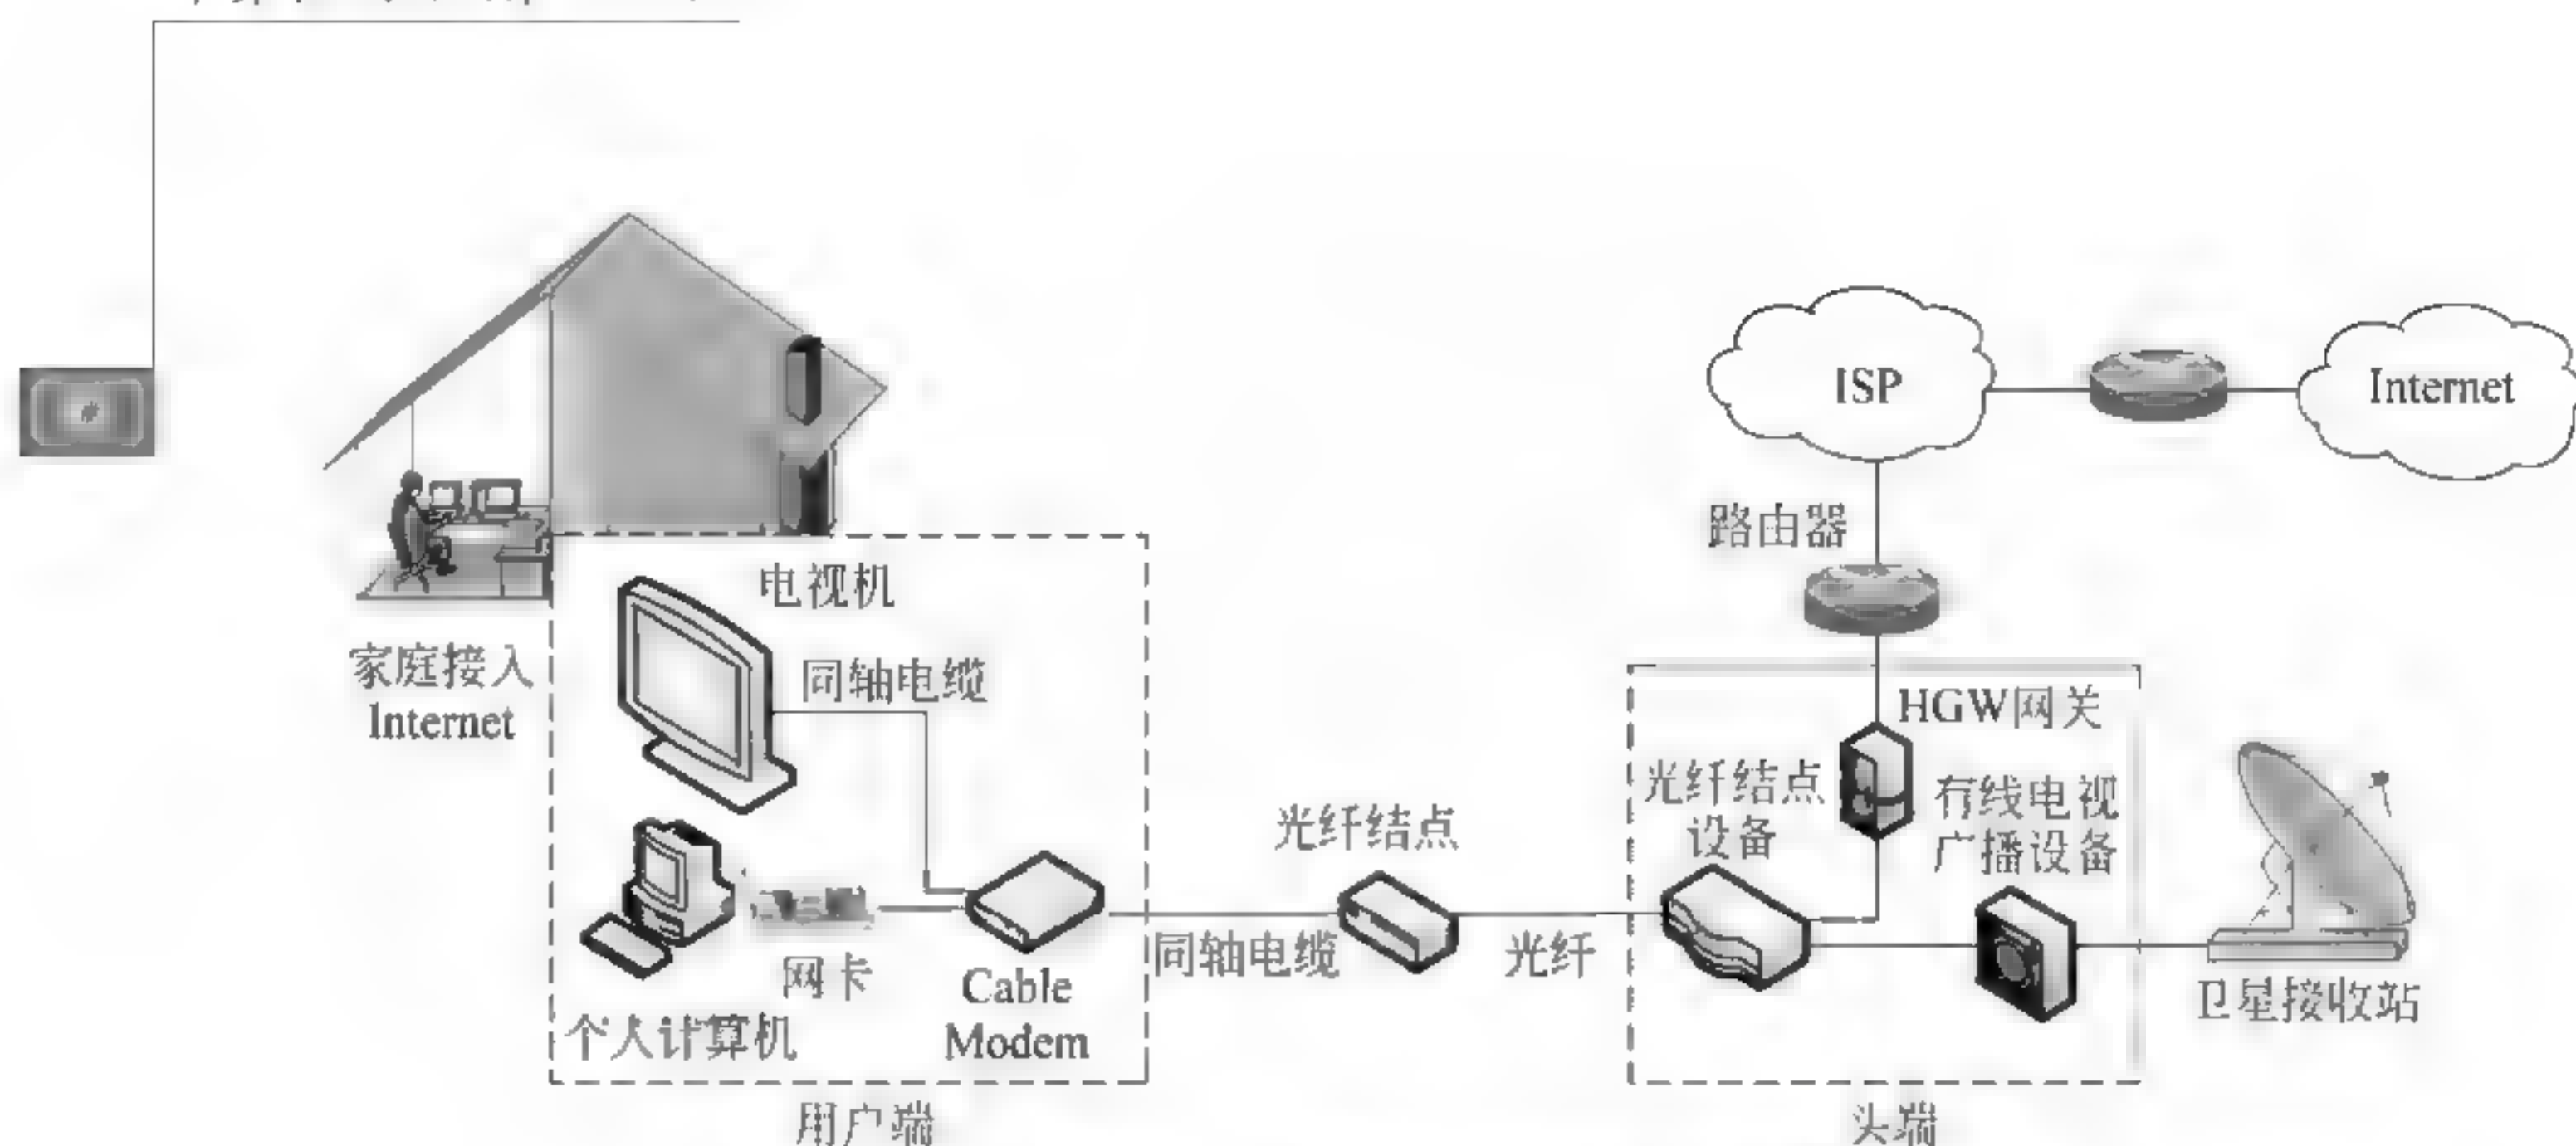 ISP
Internet
路由器
电视机
家庭接入
Internet
同轴电缆
HGW网关
光纤结点
设备
有线电视
广播设备
光纤结点
网卡
同轴电缆
光纤
Cable
Modem
卫星接收站
个人计算机
用户端
头端